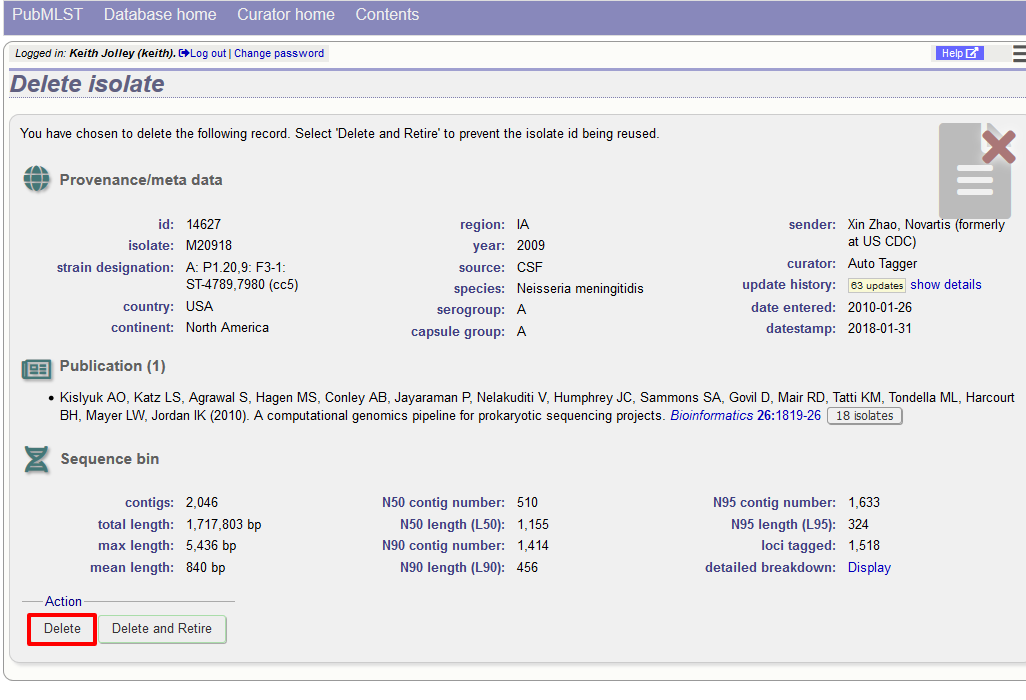 PubMLST Database home Curator home Contents
Logged in: Keith Jolley (keith). Log out | Change password Help
Delete isolate
You have chosen to delete the following record. Select 'Delete and Retire' to prevent the isolate id being reused.
Provenance/meta data
id: 14627
isolate: M20918
strain designation: A: P1.20,9: F3-1:
ST-4789,7980 (cc5)
country: USA
continent: North America
region: IA
year: 2009
source: CSF
species: Neisseria meningitidis
serogroup: A
capsule group: A
sender: Xin Zhao, Novartis (formerly
at US CDC)
curator: Auto Tagger
update history: 63 updates show details
date entered: 2010-01-26
datestamp: 2018-01-31
Publication (1)
• Kislyuk AO, Katz LS, Agrawal S, Hagen MS, Conley AB, Jayaraman P, Nelakuditi V, Humphrey JC, Sammons SA, Govil D, Mair RD, Tatti KM, Tondella ML, Harcourt
BH, Mayer LW, Jordan IK (2010). A computational genomics pipeline for prokaryotic sequencing projects. Bioinformatics 26:1819-26 18 isolates
Sequence bin
contigs: 2,046
total length: 1,717,803 bp
max length: 5,436 bp
mean length: 840 bp
N50 contig number: 510
N50 length (L50): 1,155
N90 contig number: 1,414
N90 length (L90): 456
N95 contig number: 1,633
N95 length (L95): 324
loci tagged: 1,518
detailed breakdown: Display
Action
Delete Delete and Retire